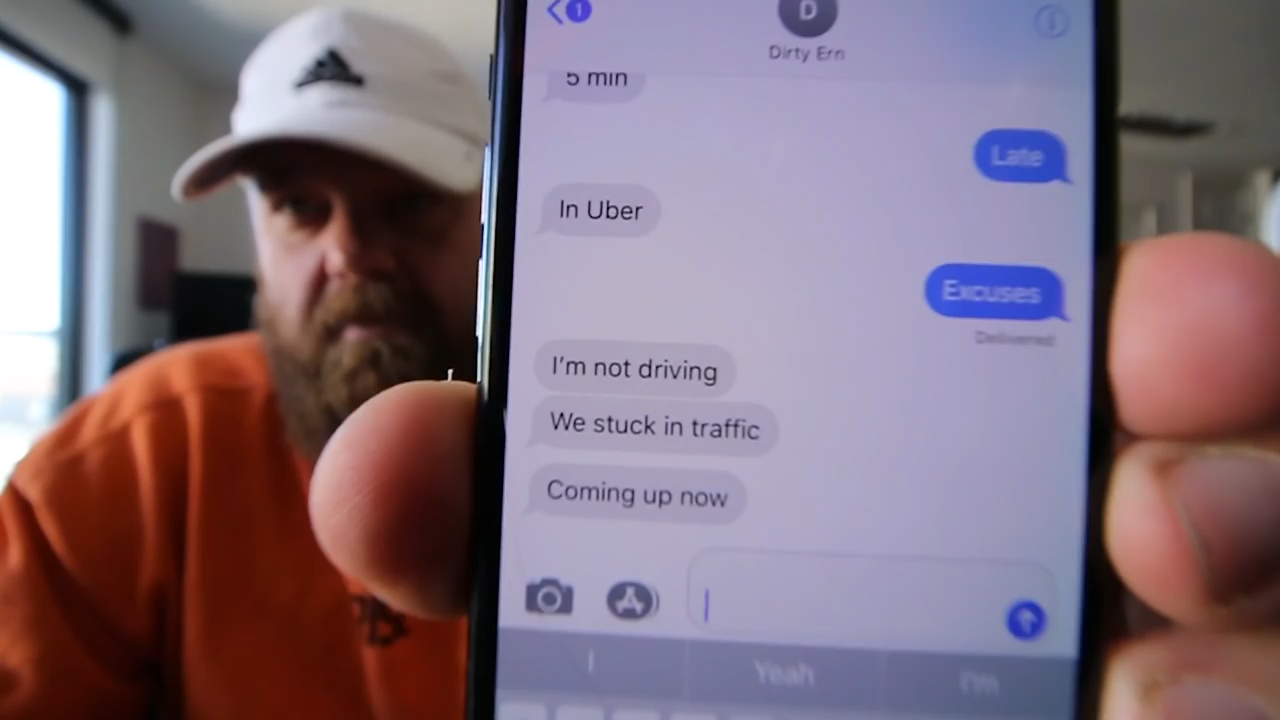 1
D
Dirty Ern
5 min
Late
In Uber
Excuses
Delivered
I'm not driving
We stuck in traffic
Coming up now
I
Yeah
I'm